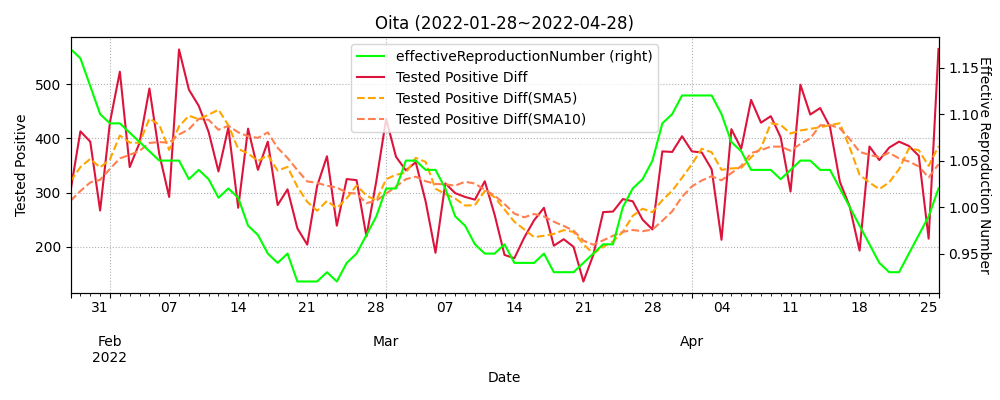 Oita (2022-01-28~2022-04-28)
effectiveReproductionNumber (right)
Tested Positive Diff
Tested Positive Diff(SMA5)
Tested Positive Diff(SMA10)
Tested Positive
500
400
300
200
1.15
1.10
1.05
1.00
0.95
Effective Reproduction Number
31 07 14 21 28 07 14 21 28 04 11 18 25
Feb Mar Apr
2022
Date